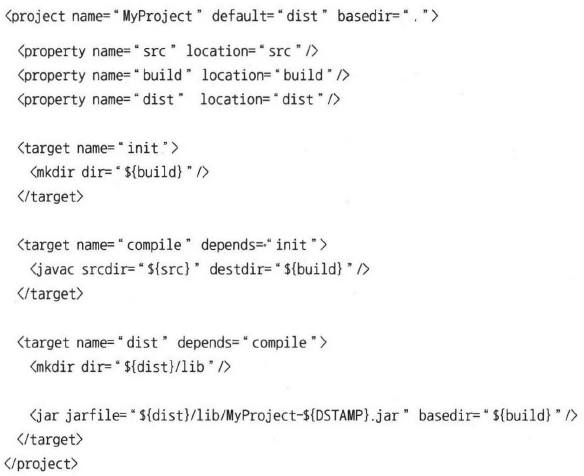 <project name="MyProject" default="dist" basedir=".">
<property name="src" location="src"/>
<property name="build" location="build"/>
<property name="dist" location="dist"/>
<target name="init">
<mkdir dir="${build}"/>
</target>
<target name="compile" depends="init">
<javac srcdir="${src}" destdir="${build}"/>
</target>
<target name="dist" depends="compile">
<mkdir dir="${dist}/lib"/>
<jar jarfile="${dist}/lib/MyProject-${DSTAMP}.jar" basedir="${build}"/>
</target>
</project>